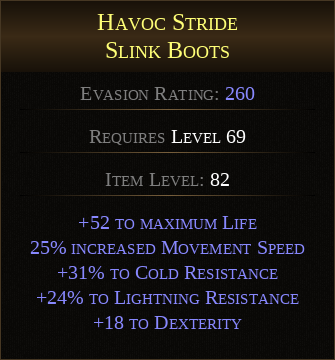 Havoc Stride
Slink Boots
Evasion Rating: 260
Requires Level 69
Item Level: 82
+52 to maximum Life
25% increased Movement Speed
+31% to Cold Resistance
+24% to Lightning Resistance
+18 to Dexterity